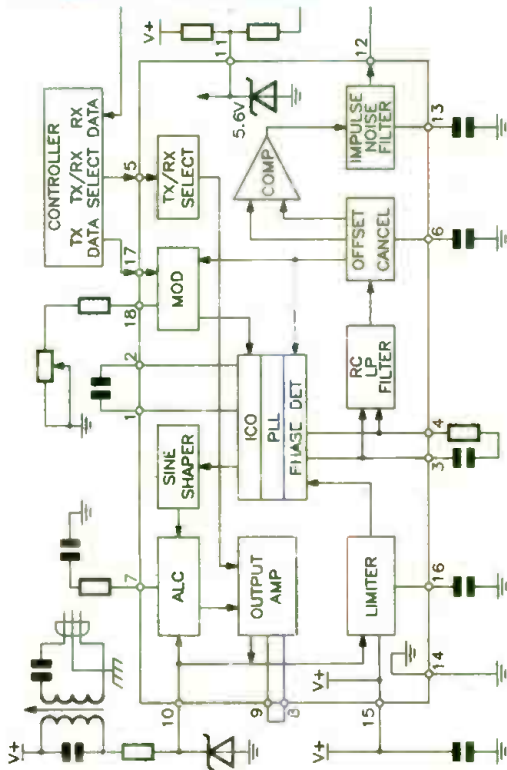 V+
10
9
8
15
V+
V+
14
7
ALC
OUTPUT
AMP
LIMITER
16
SINE
SHAPER
1
2
ICO
PLL
PHASE DET
3
4
RC
LP
FILTER
18
17
MOD
OFFSET
CANCEL
6
CONTROLLER
TX
DATA
TX/RX
SELECT
RX
DATA
5
TX/RX
SELECT
COMP
V+
11
5.6V
IMPULSE
NOISE
FILTER
12
13